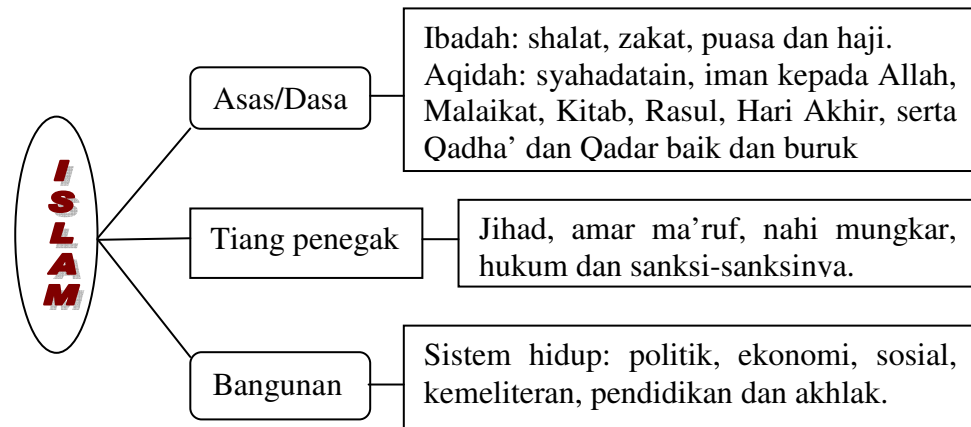 ISLAM
Asas/Dasa
Ibadah: shalat, zakat, puasa dan haji.
Aqidah: syahadatain, iman kepada Allah,
Malaikat, Kitab, Rasul, Hari Akhir, serta
Qadha’ dan Qadar baik dan buruk
Tiang penegak
Jihad, amar ma’ruf, nahi mungkar,
hukum dan sanksi-sanksinya.
Bangunan
Sistem hidup: politik, ekonomi, sosial,
kemeliteran, pendidikan dan akhlak.